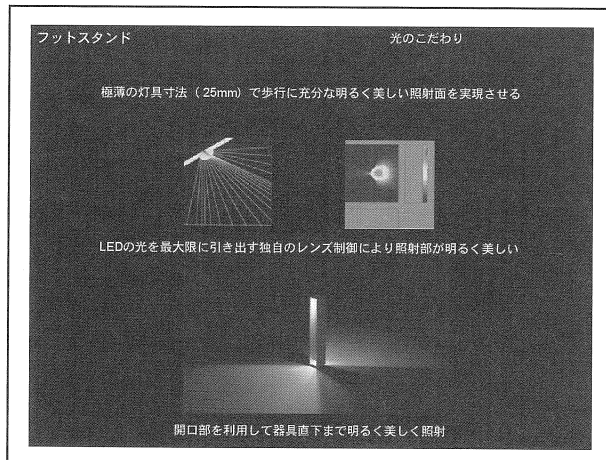 フットスタンド
光のこだわり
極薄の灯具寸法（25mm）で歩行に充分な明るく美しい照射面を実現させる
LEDの光を最大限に引き出す独自のレンズ制御により照射部が明るく美しい
開口部を利用して器具直下まで明るく美しく照射